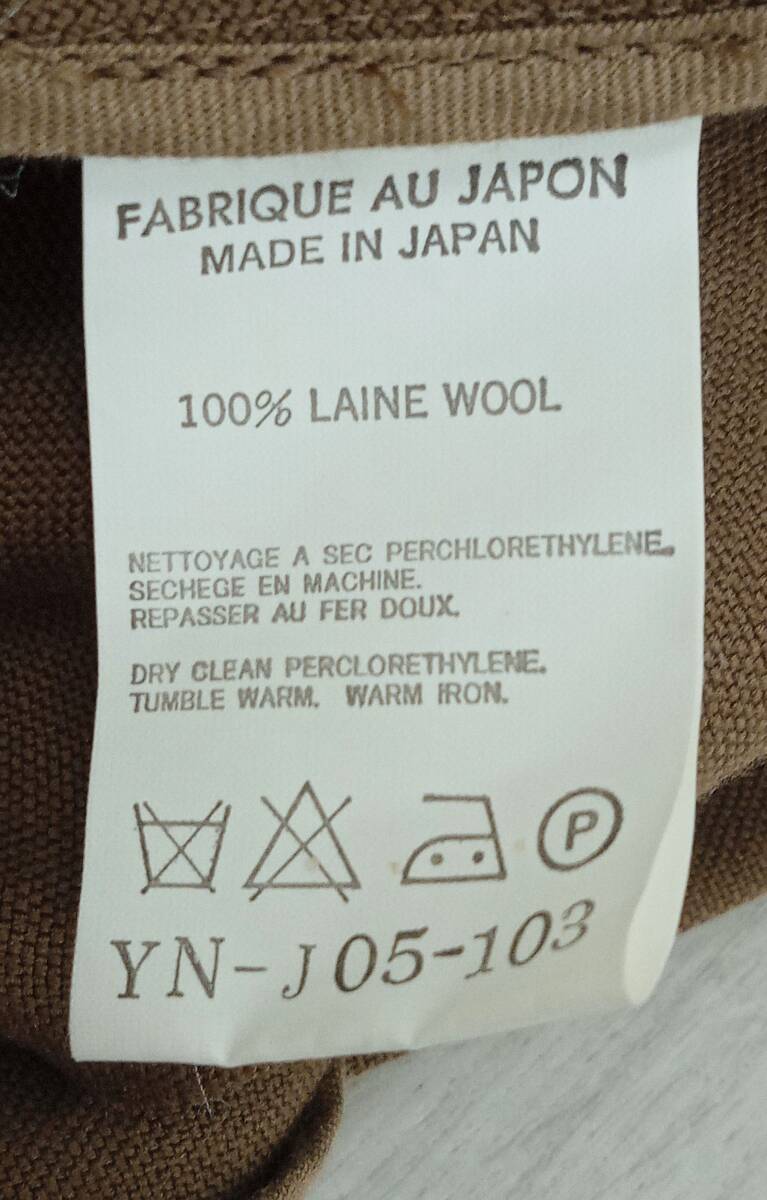 FABRIQUE AU JAPON
MADE IN JAPAN
100% LAINE WOOL
NETTOYAGE A SEC PERCHLORETHYLENE.
SECHEGE EN MACHINE.
REPASSER AU FER DOUX.
DRY CLEAN PERCLORETHYLENE.
TUMBLE WARM. WARM IRON.
P
YN-J05-103